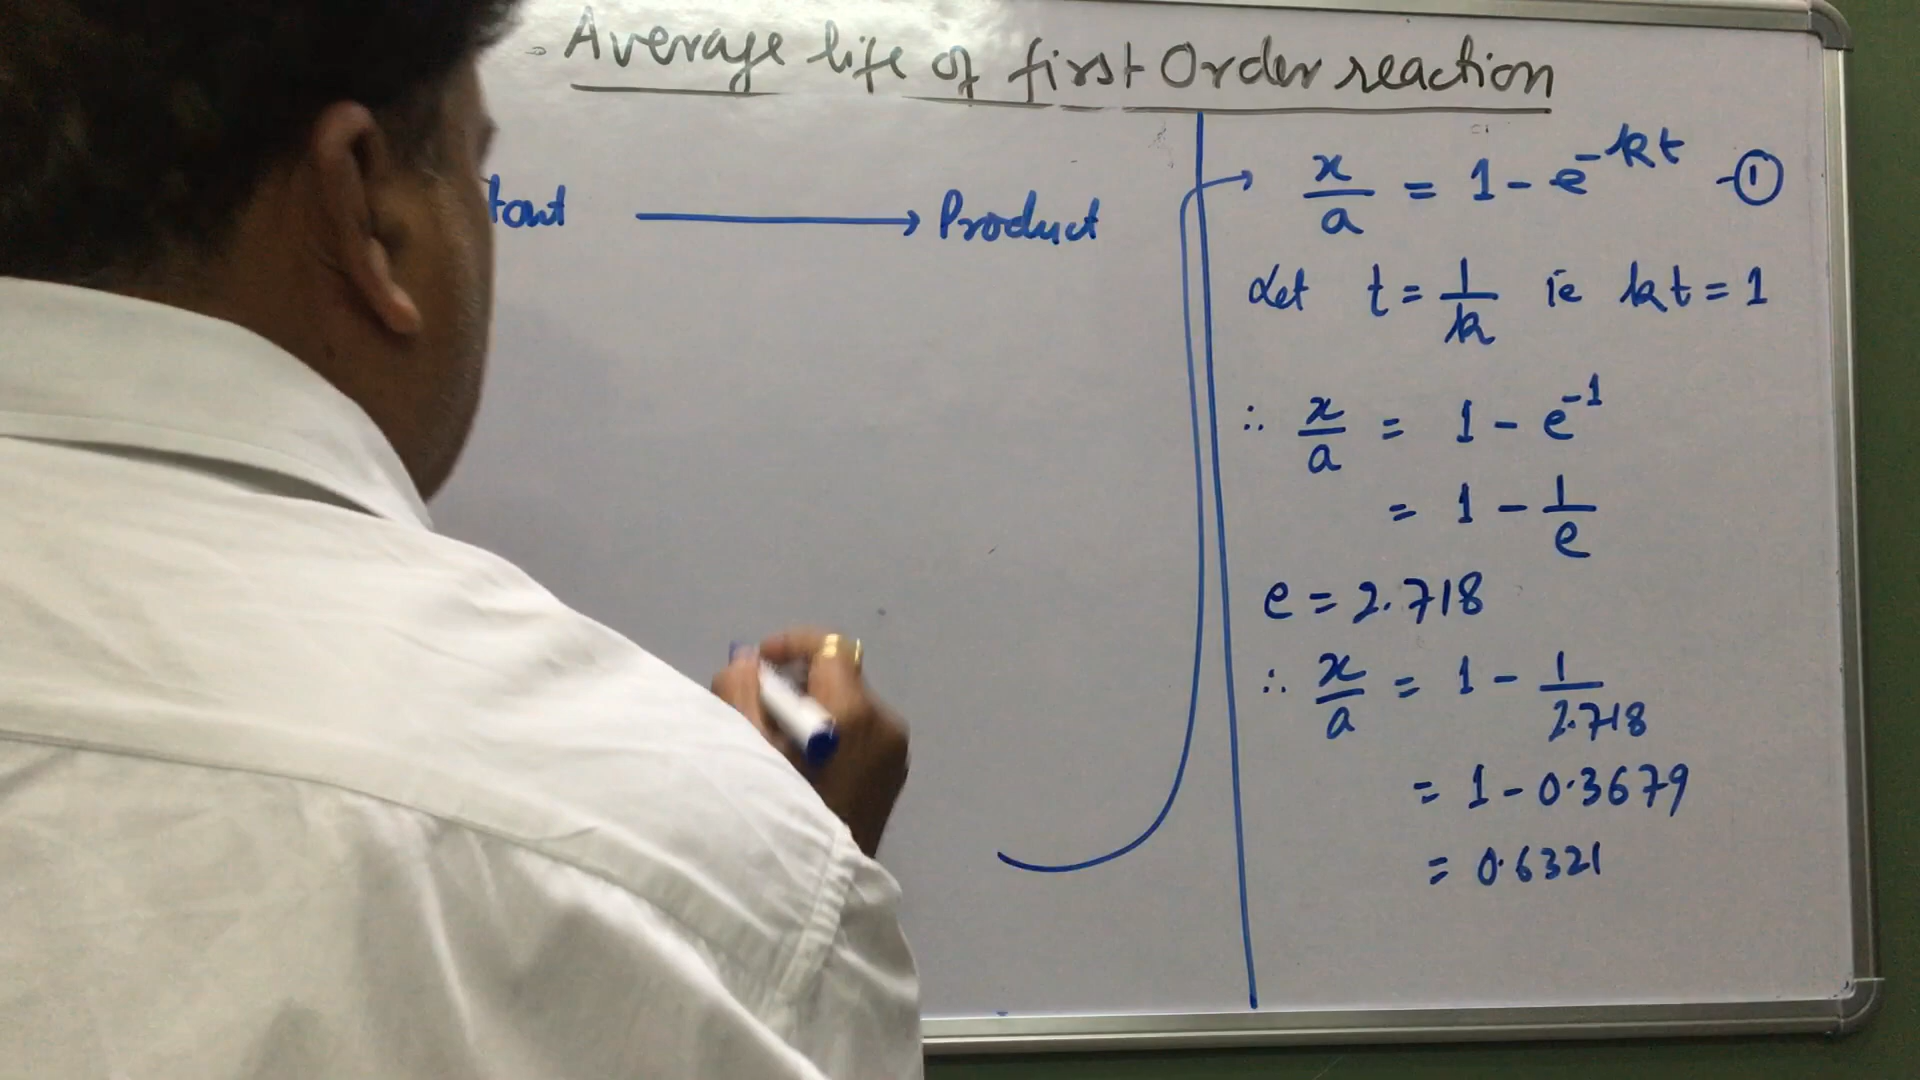 Average life of first Order reaction
tant → Product
x/a = 1 - e^-kt -①
Let t = 1/k ie kt = 1
∴ x/a = 1 - e^-1
= 1 - 1/e
e = 2.718
∴ x/a = 1 - 1/2.718
= 1 - 0.3679
= 0.6321